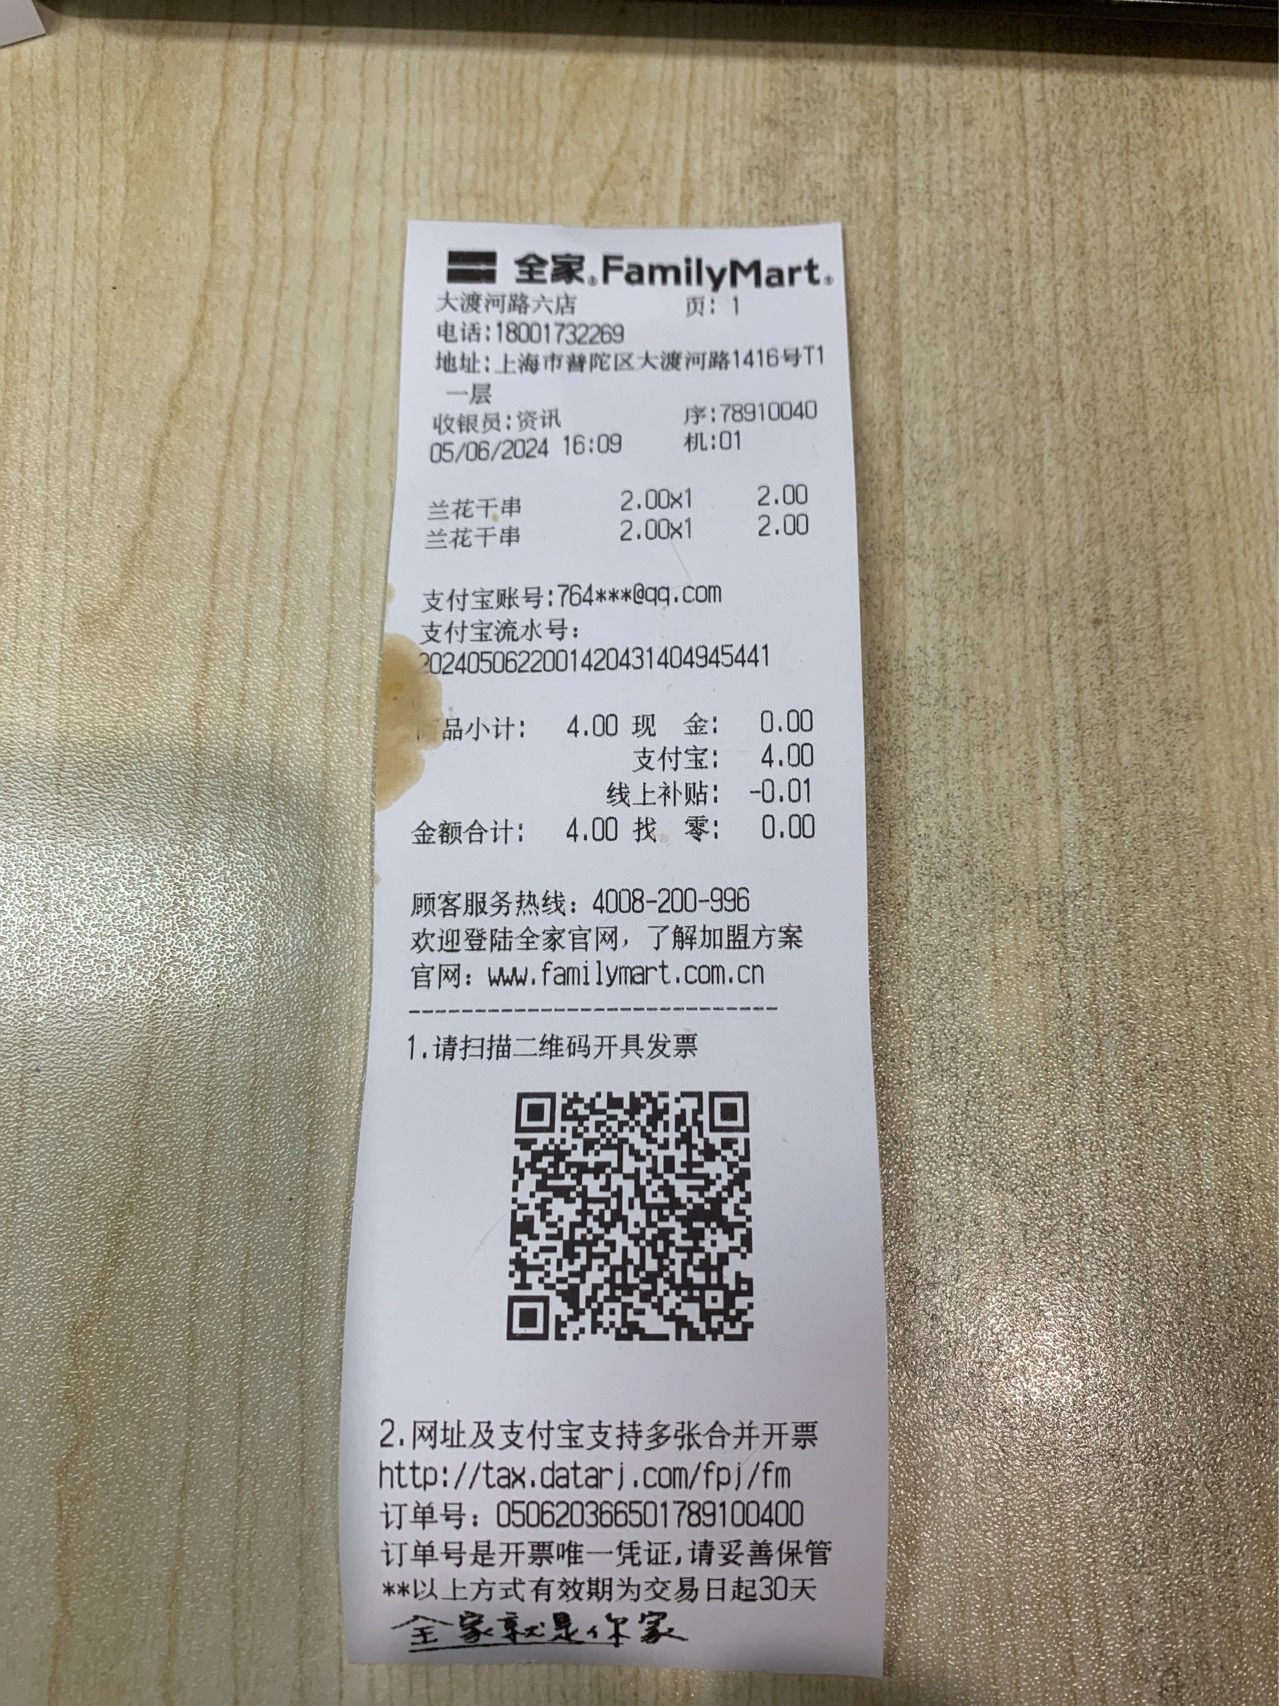 全家®FamilyMart®
大渡河路六店 页: 1
电话:18001732269
地址:上海市普陀区大渡河路1416号T1
一层
收银员:资讯 序:78910040
05/06/2024 16:09 机:01
兰花干串 2.00x1 2.00
兰花干串 2.00x1 2.00
支付宝账号:764***@qq.com
支付宝流水号:
2024050622001420431404945441
品小计: 4.00 现 金: 0.00
支付宝: 4.00
线上补贴: -0.01
金额合计: 4.00 找 零: 0.00
顾客服务热线: 4008-200-996
欢迎登陆全家官网，了解加盟方案
官网: www.familymart.com.cn
----------------------------
1.请扫描二维码开具发票
2.网址及支付宝支持多张合并开票
http://tax.datarj.com/fpj/fm
订单号: 0506203665017891​00400
订单号是开票唯一凭证,请妥善保管
**以上方式有效期为交易日起30天
全家就是你家